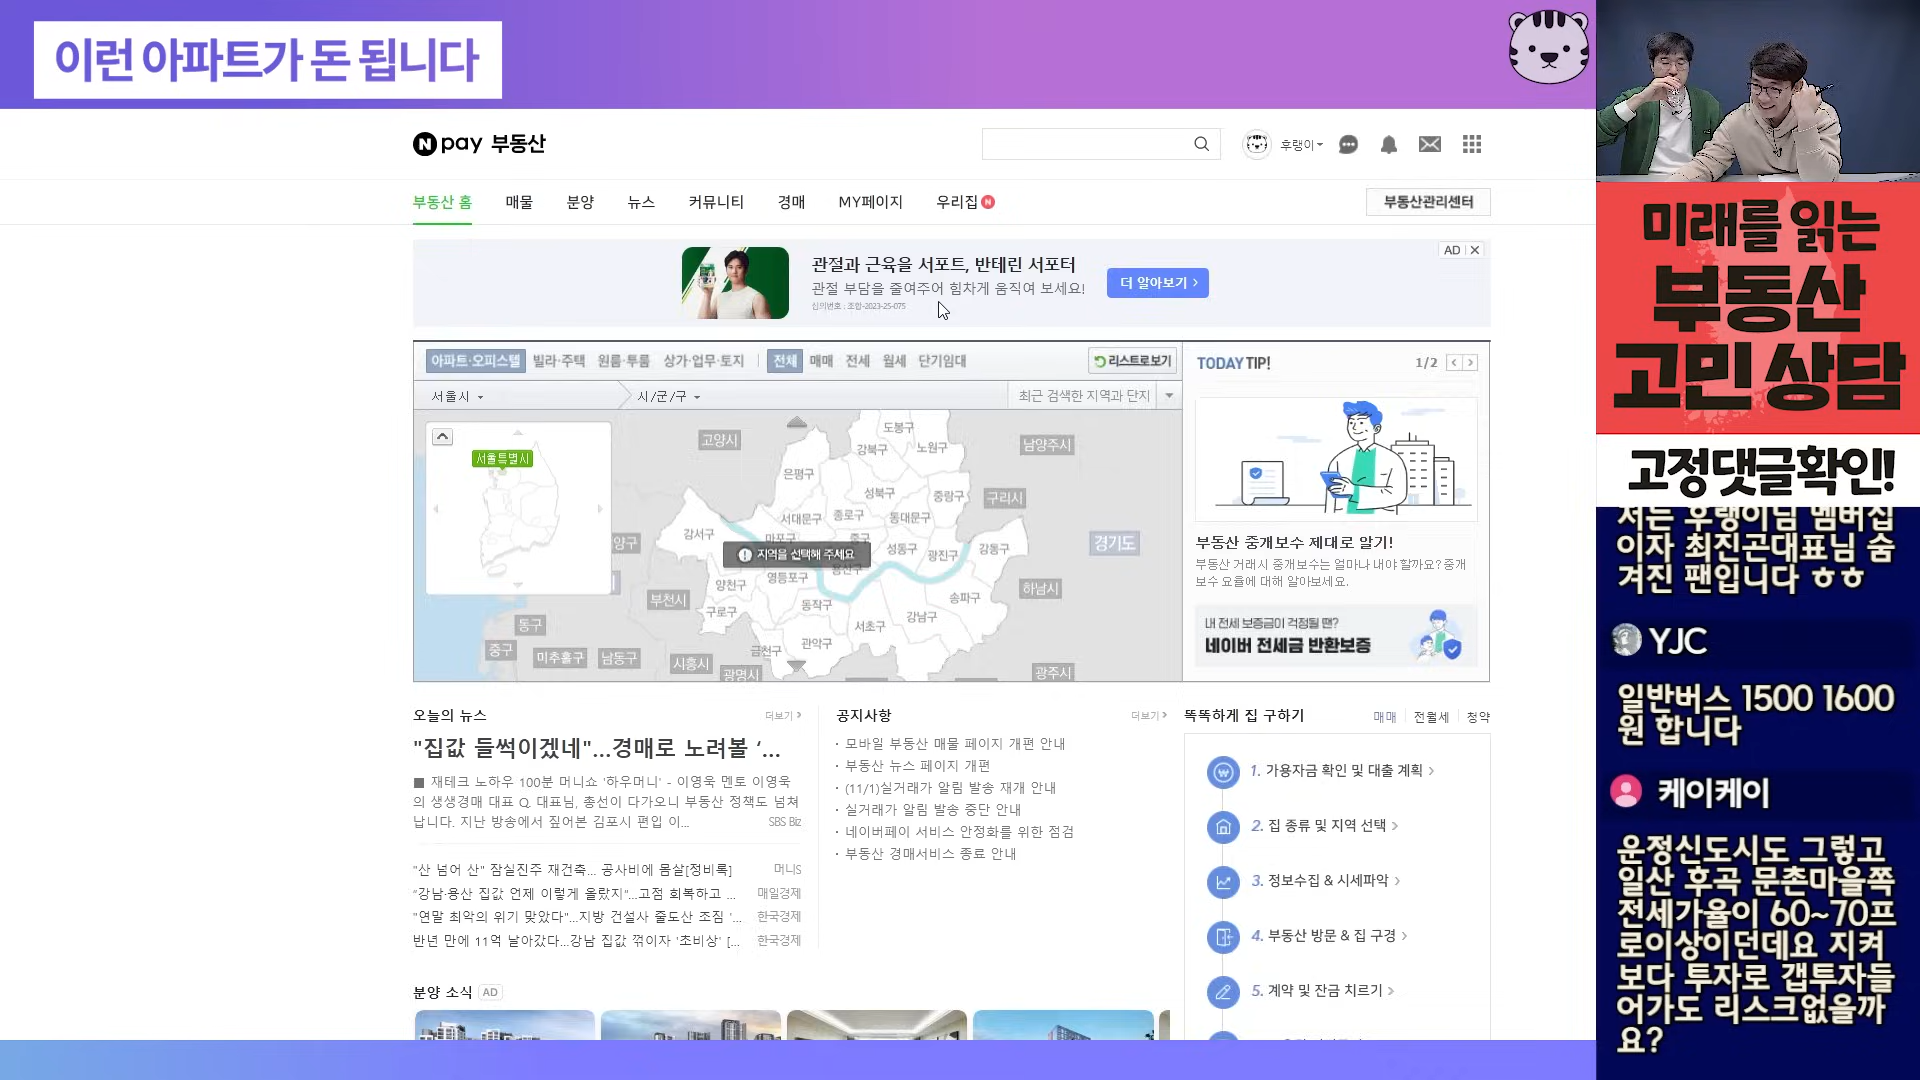 이런 아파트가 돈 됩니다
N pay 부동산
후랭이
부동산 홈 매물 분양 뉴스 커뮤니티 경매 MY페이지 우리집 N
부동산관리센터
관절과 근육을 서포트, 반테린 서포터
관절 부담을 줄여주어 힘차게 움직여 보세요!
심의번호 : 조합-2023-25-075
더 알아보기
AD
아파트·오피스텔 빌라·주택 원룸·투룸 상가·업무·토지 전체 매매 전세 월세 단기임대
리스트로보기
서울시 시/군/구 최근 검색한 지역과 단지
서울특별시
고양시
도봉구
강북구
노원구
남양주시
은평구
성북구
중랑구
구리시
서대문구
종로구
동대문구
강서구
마포구
중구
성동구
광진구
강동구
경기도
지역을 선택해 주세요
용산구
양천구
영등포구
하남시
부천시
구로구
동작구
송파구
강남구
서초구
동구
관악구
금천구
중구
미추홀구
남동구
시흥시
광명시
광주시
TODAY TIP!
1/2
부동산 중개보수 제대로 알기!
부동산 거래시 중개보수는 얼마나 내야 할까요? 중개
보수 요율에 대해 알아보세요.
내 전세 보증금이 걱정될 땐?
네이버 전세금 반환보증
오늘의 뉴스 더보기
"집값 들썩이겠네"...경매로 노려볼 ‘...
■ 재테크 노하우 100분 머니쇼 '하우머니' - 이영욱 멘토 이영욱
의 생생경매 대표 Q. 대표님, 총선이 다가오니 부동산 정책도 넘쳐
납니다. 지난 방송에서 짚어본 김포시 편입 이...
SBS Biz
"산 넘어 산" 잠실진주 재건축... 공사비에 몸살[정비록] 머니S
"강남·용산 집값 언제 이렇게 올랐지"...고점 회복하고 ... 매일경제
"연말 최악의 위기 맞았다"...지방 건설사 줄도산 조짐 '... 한국경제
반년 만에 11억 날아갔다...강남 집값 꺾이자 '초비상' [... 한국경제
공지사항 더보기
· 모바일 부동산 매물 페이지 개편 안내
· 부동산 뉴스 페이지 개편
· (11/1)실거래가 알림 발송 재개 안내
· 실거래가 알림 발송 중단 안내
· 네이버페이 서비스 안정화를 위한 점검
· 부동산 경매서비스 종료 안내
똑똑하게 집 구하기 매매 전월세 청약
1. 가용자금 확인 및 대출 계획
2. 집 종류 및 지역 선택
3. 정보수집 & 시세파악
4. 부동산 방문 & 집 구경
5. 계약 및 잔금 치르기
분양 소식 AD
미래를 읽는
부동산
고민 상담
고정댓글확인!
저는 후랭이님 멤버십
이자 최진곤대표님 숨
겨진 팬입니다 ㅎㅎ
YJC
일반버스 1500 1600
원 합니다
케이케이
운정신도시도 그렇고
일산 후곡 문촌마을쪽
전세가율이 60~70프
로이상이던데요 지켜
보다 투자로 갭투자들
어가도 리스크없을까
요?